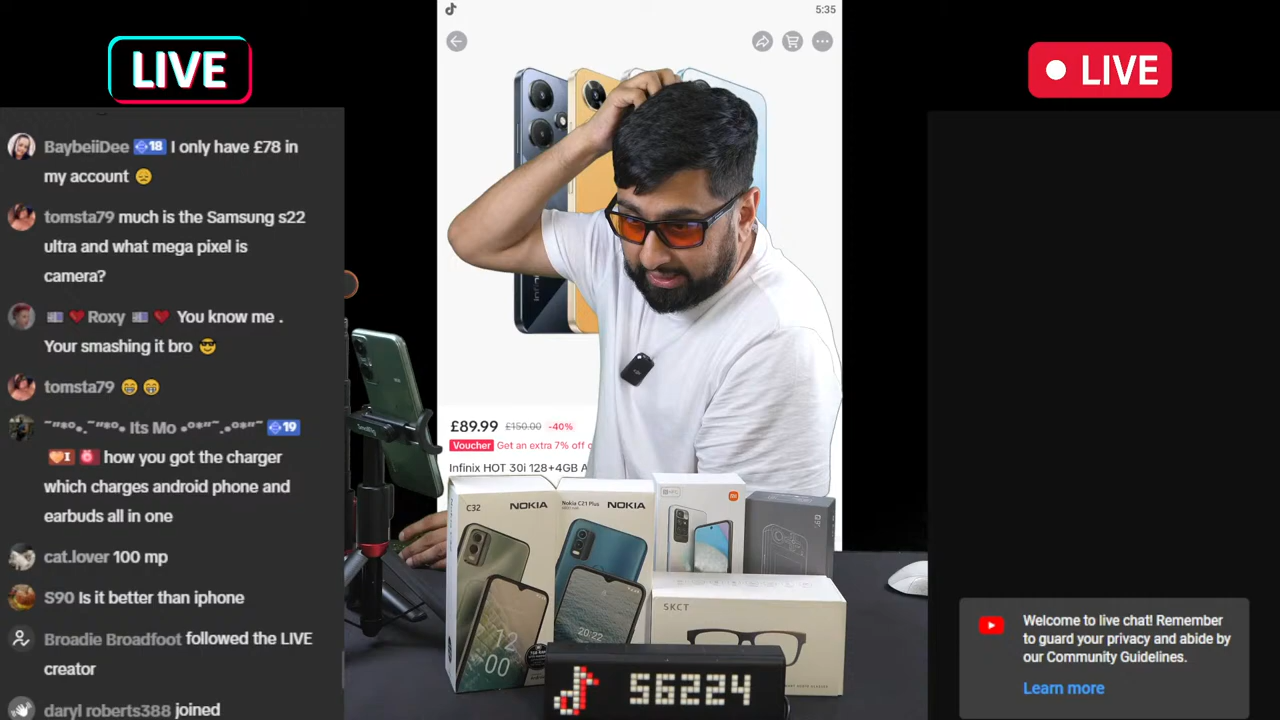 LIVE
BaybeiiDee 18 I only have £78 in
my account 😞
tomsta79 much is the Samsung s22
ultra and what mega pixel is
camera?
Roxy You know me .
Your smashing it bro 😎
tomsta79 😁 😁
~"*°•.~"*°• Its Mo •°*"~.•°*"~ 19
I how you got the charger
which charges android phone and
earbuds all in one
cat.lover 100 mp
S90 Is it better than iphone
Broadie Broadfoot followed the LIVE
creator
daryl roberts388 joined
5:35
£89.99 £150.00 -40%
Voucher Get an extra 7% off o
Infinix HOT 30i 128+4GB A
C32 NOKIA
Nokia C21 Plus NOKIA
12
00
20:22
SKCT
56224
LIVE
Welcome to live chat! Remember
to guard your privacy and abide by
our Community Guidelines.
Learn more